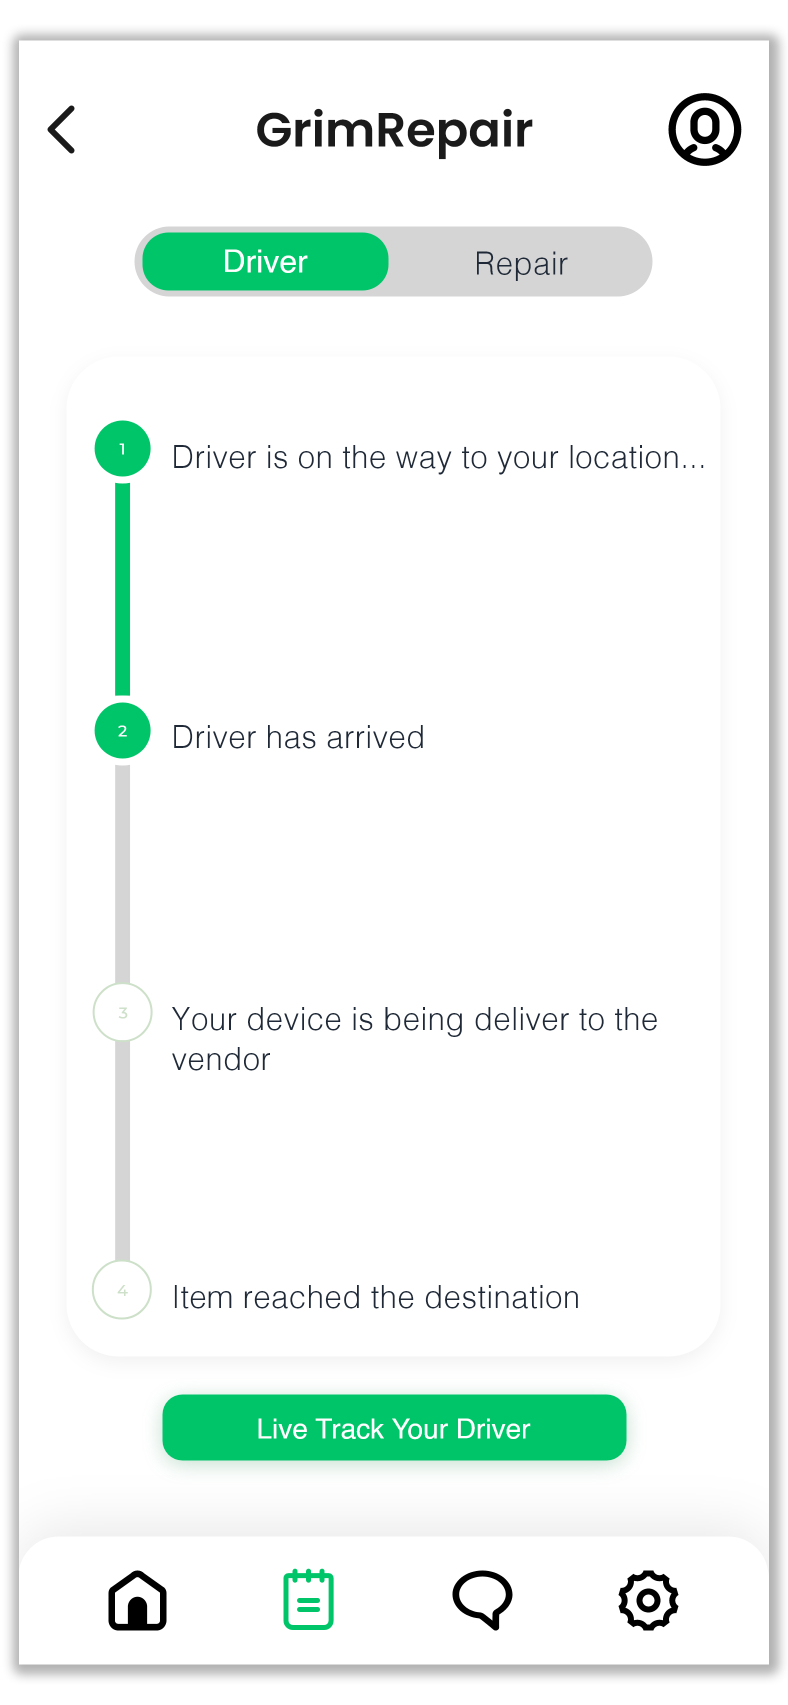 GrimRepair
Driver
Repair
1
Driver is on the way to your location...
2
Driver has arrived
3
Your device is being deliver to the
vendor
4
Item reached the destination
Live Track Your Driver